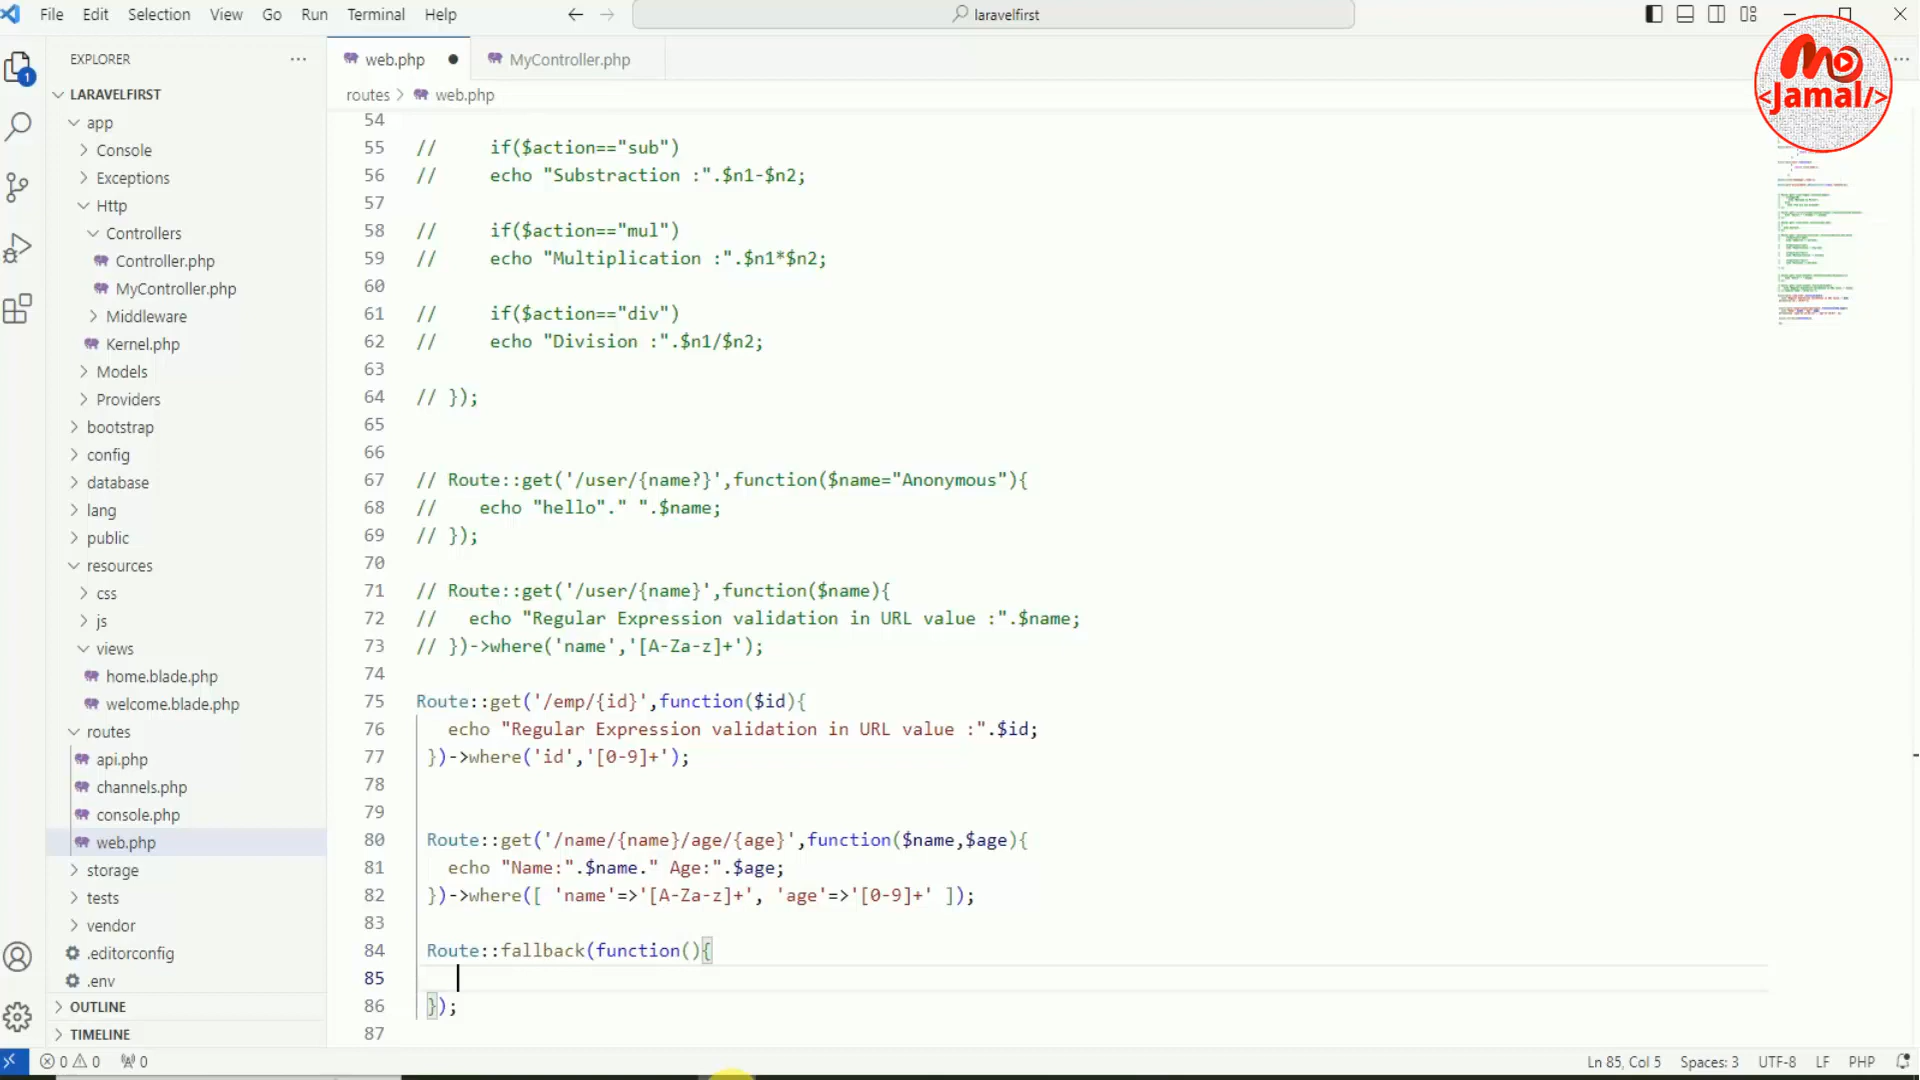 File Edit Selection View Go Run Terminal Help
laravelfirst
EXPLORER
web.php
MyController.php
routes > web.php
1
LARAVELFIRST
app
Console
Exceptions
Http
Controllers
Controller.php
MyController.php
Middleware
Kernel.php
Models
Providers
bootstrap
config
database
lang
public
resources
css
js
views
home.blade.php
welcome.blade.php
routes
api.php
channels.php
console.php
web.php
storage
tests
vendor
.editorconfig
.env
OUTLINE
TIMELINE
54
55 //     if($action=="sub")
56 //     echo "Substraction :".$n1-$n2;
57
58 //     if($action=="mul")
59 //     echo "Multiplication :".$n1*$n2;
60
61 //     if($action=="div")
62 //     echo "Division :".$n1/$n2;
63
64 // });
65
66
67 // Route::get('/user/{name?}',function($name="Anonymous"){
68 //    echo "hello"." ".$name;
69 // });
70
71 // Route::get('/user/{name}',function($name){
72 //   echo "Regular Expression validation in URL value :".$name;
73 // })->where('name','[A-Za-z]+');
74
75 Route::get('/emp/{id}',function($id){
76    echo "Regular Expression validation in URL value :".$id;
77  })->where('id','[0-9]+');
78
79
80  Route::get('/name/{name}/age/{age}',function($name,$age){
81    echo "Name:".$name." Age:".$age;
82  })->where([ 'name'=>'[A-Za-z]+', 'age'=>'[0-9]+' ]);
83
84  Route::fallback(function(){
85
86  });
87
Mo
<Jamal/>
0 0 0
Ln 85, Col 5 Spaces: 3 UTF-8 LF PHP